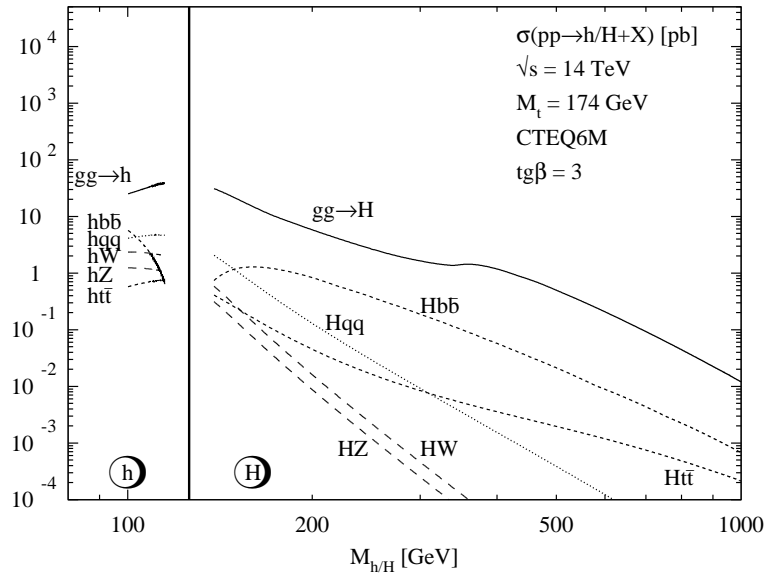 σ(pp→h/H+X) [pb]
√s = 14 TeV
M_t = 174 GeV
CTEQ6M
tgβ = 3
10^4
10^3
10^2
10
1
10^-1
10^-2
10^-3
10^-4
gg→h
hbb̄
hqq
hW
hZ
htt̄
gg→H
Hbb̄
Hqq
HZ
HW
Htt̄
h
H
100
200
500
1000
M_h/H [GeV]